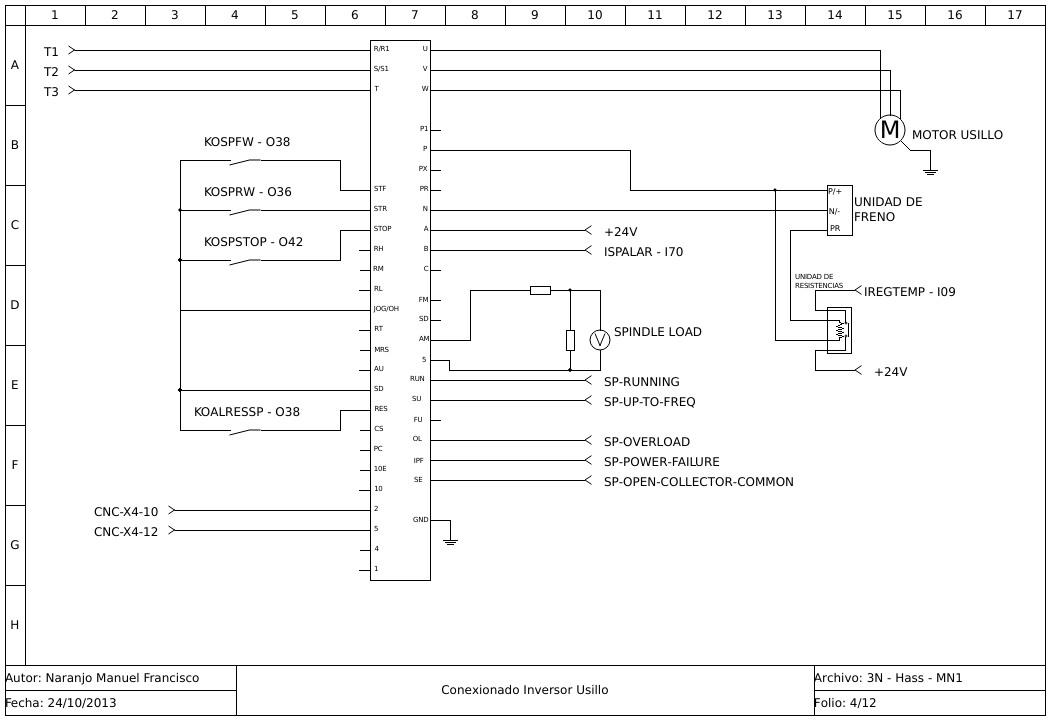 1 2 3 4 5 6 7 8 9 10 11 12 13 14 15 16 17
A
B
C
D
E
F
G
H
T1
T2
T3
KOSPFW - O38
KOSPRW - O36
KOSPSTOP - O42
KOALRESSP - O38
CNC-X4-10
CNC-X4-12
R/R1
S/S1
T
STF
STR
STOP
RH
RM
RL
JOG/OH
RT
MRS
AU
SD
RES
CS
PC
10E
10
2
5
4
1
U
V
W
P1
P
PX
PR
N
A
B
C
FM
SD
AM
5
RUN
SU
FU
OL
IPF
SE
GND
M
MOTOR USILLO
P/+
N/-
PR
UNIDAD DE
FRENO
+24V
ISPALAR - I70
UNIDAD DE
RESISTENCIAS
IREGTEMP - I09
+24V
V
SPINDLE LOAD
SP-RUNNING
SP-UP-TO-FREQ
SP-OVERLOAD
SP-POWER-FAILURE
SP-OPEN-COLLECTOR-COMMON
Autor: Naranjo Manuel Francisco
Fecha: 24/10/2013
Conexionado Inversor Usillo
Archivo: 3N - Hass - MN1
Folio: 4/12